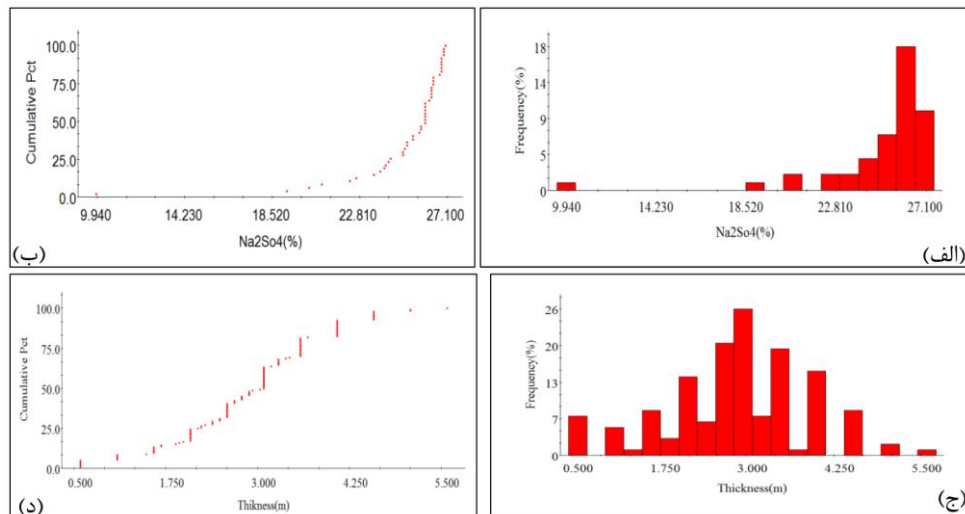 100.0
75.0
50.0
25.0
0.0
Cumulative Pct
9.940 14.230 18.520 22.810 27.100
Na2So4(%)
(ب)
18
14
9
5
0
Frequency(%)
9.940 14.230 18.520 22.810 27.100
Na2So4(%)
(الف)
100.0
75.0
50.0
25.0
0.0
Cumulative Pct
0.500 1.750 3.000 4.250 5.500
Thikness(m)
(د)
26
20
13
7
0
Frequency(%)
0.500 1.750 3.000 4.250 5.500
Thickness(m)
(ج)